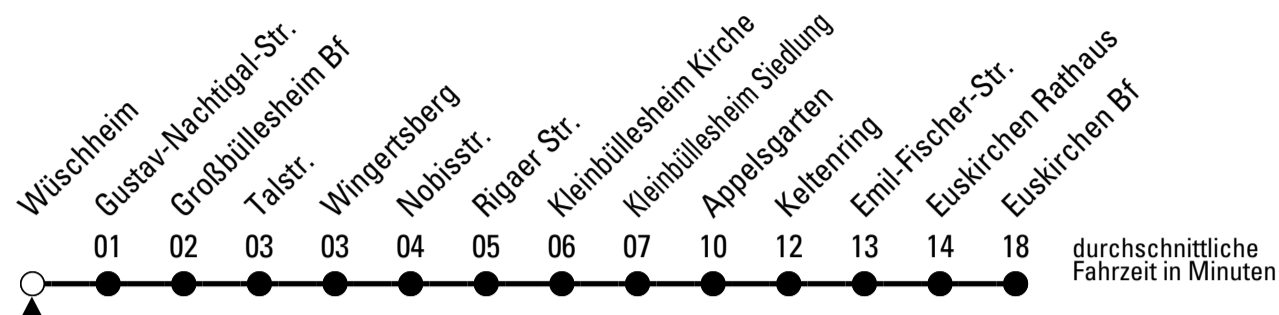 Wüschheim
Gustav-Nachtigal-Str.
Großbüllesheim Bf
Talstr.
Wingertsberg
Nobisstr.
Rigaer Str.
Kleinbüllesheim Kirche
Kleinbüllesheim Siedlung
Appelsgarten
Keltenring
Emil-Fischer-Str.
Euskirchen Rathaus
Euskirchen Bf
01 02 03 03 04 05 06 07 10 12 13 14 18
durchschnittliche
Fahrzeit in Minuten